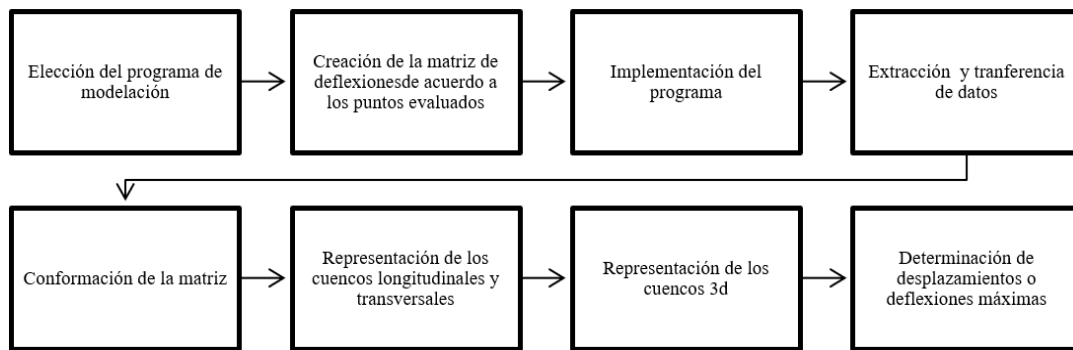 Elección del programa de
modelación
Creación de la matriz de
deflexionesde acuerdo a
los puntos evaluados
Implementación del
programa
Extracción y tranferencia
de datos
Conformación de la matriz
Representación de los
cuencos longitudinales y
transversales
Representación de los
cuencos 3d
Determinación de
desplazamientos o
deflexiones máximas